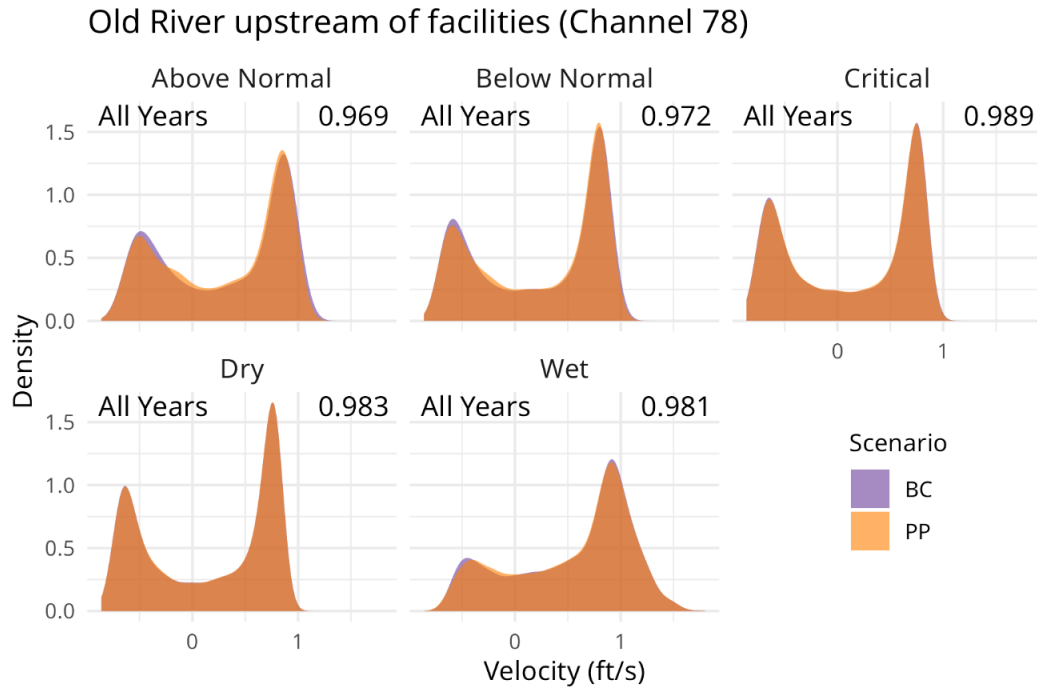 Old River upstream of facilities (Channel 78)
Above Normal
Below Normal
Critical
All Years 0.969
All Years 0.972
All Years 0.989
1.5
1.0
0.5
0.0
0 1
Density
Dry
Wet
All Years 0.983
All Years 0.981
1.5
1.0
0.5
0.0
0 1
0 1
Velocity (ft/s)
Scenario
BC
PP